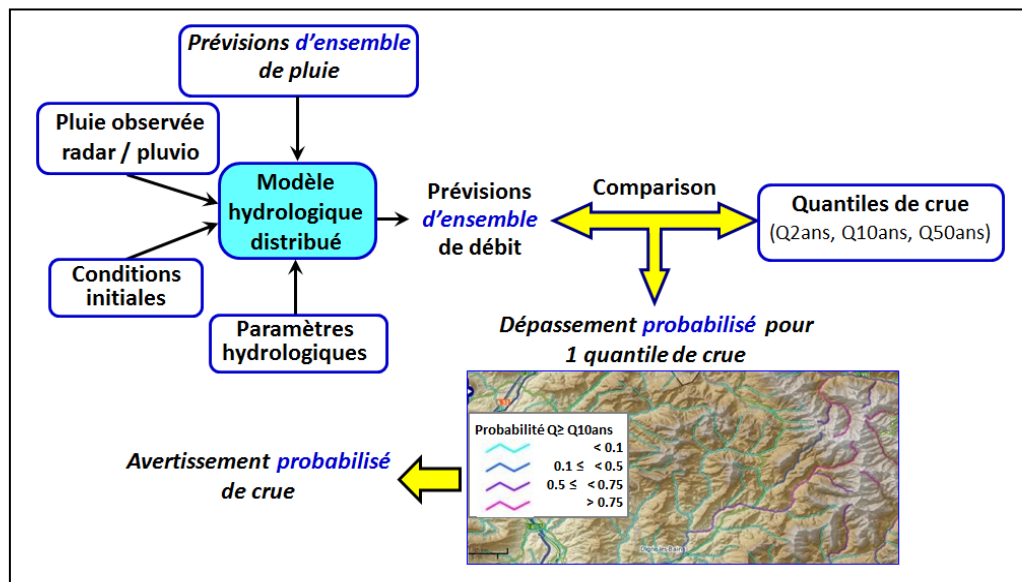 Prévisions d'ensemble
de pluie
Pluie observée
radar / pluvio
Modèle
hydrologique
distribué
Conditions
initiales
Paramètres
hydrologiques
Prévisions
d'ensemble
de débit
Comparison
Quantiles de crue
(Q2ans, Q10ans, Q50ans)
Dépassement probabilisé pour
1 quantile de crue
Probabilité Q≥ Q10ans
< 0.1
0.1 ≤ < 0.5
0.5 ≤ < 0.75
> 0.75
Avertissement probabilisé
de crue